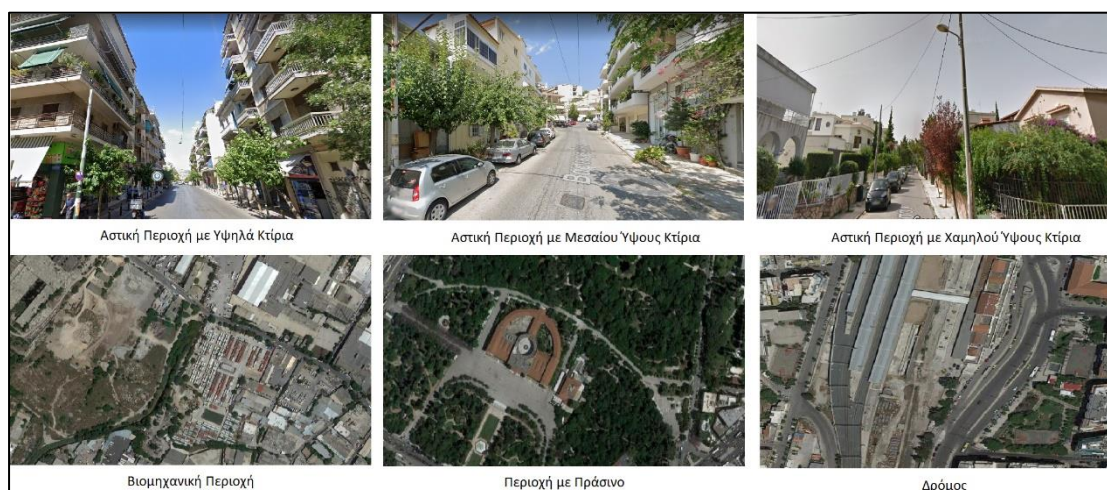 Αστική Περιοχή με Υψηλά Κτίρια
Αστική Περιοχή με Μεσαίου Ύψους Κτίρια
Αστική Περιοχή με Χαμηλού Ύψους Κτίρια
Βιομηχανική Περιοχή
Περιοχή με Πράσινο
Δρόμος